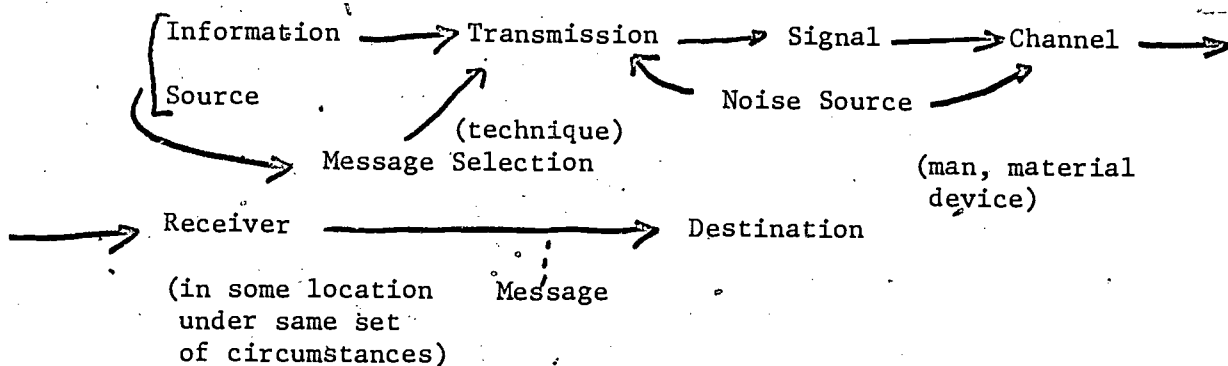 Information Transmission Signal Channel
Source Noise Source
(technique)
Message Selection (man, material
device)
Receiver Destination
(in some location Message
under same set
of circumstances)